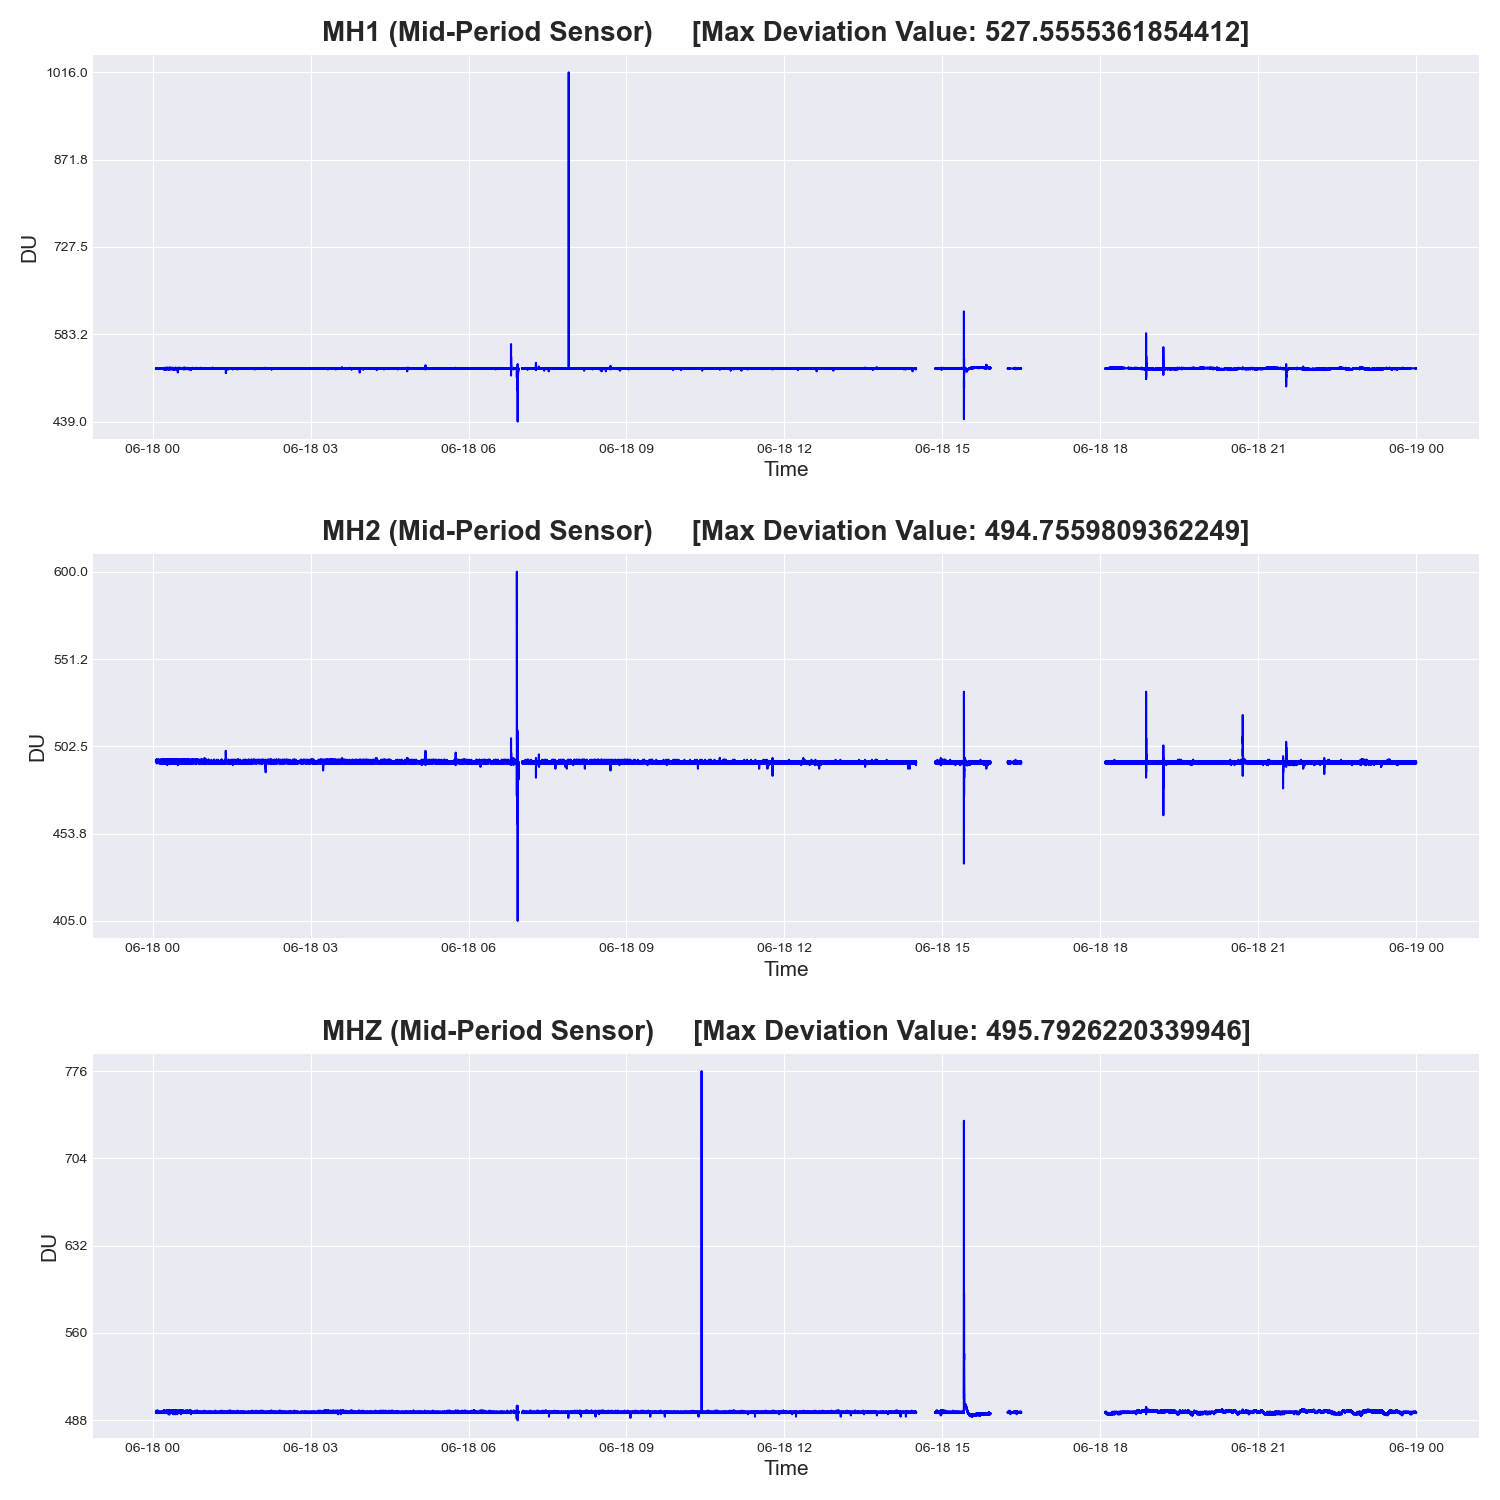 MH1 (Mid-Period Sensor) [Max Deviation Value: 527.5555361854412]
1016.0
871.8
727.5
583.2
439.0
DU
06-18 00 06-18 03 06-18 06 06-18 09 06-18 12 06-18 15 06-18 18 06-18 21 06-19 00
Time
MH2 (Mid-Period Sensor) [Max Deviation Value: 494.7559809362249]
600.0
551.2
502.5
453.8
405.0
DU
06-18 00 06-18 03 06-18 06 06-18 09 06-18 12 06-18 15 06-18 18 06-18 21 06-19 00
Time
MHZ (Mid-Period Sensor) [Max Deviation Value: 495.7926220339946]
776
704
632
560
488
DU
06-18 00 06-18 03 06-18 06 06-18 09 06-18 12 06-18 15 06-18 18 06-18 21 06-19 00
Time